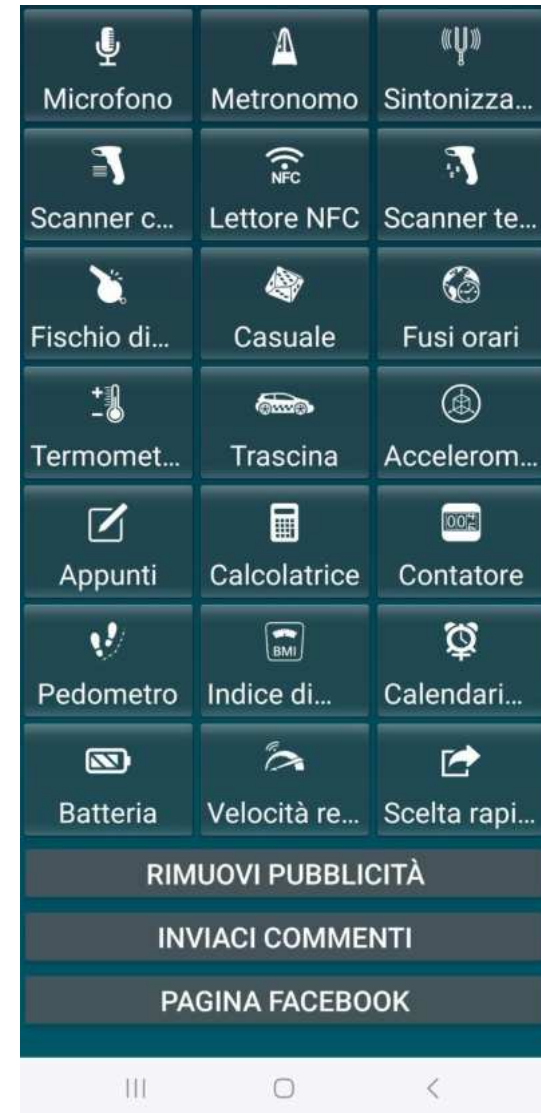 Microfono Metronomo Sintonizza...
NFC
Scanner c... Lettore NFC Scanner te...
Fischio di... Casuale Fusi orari
Termomet... Trascina Accelerom...
Appunti Calcolatrice Contatore
BMI
Pedometro Indice di... Calendari...
Batteria Velocità re... Scelta rapi...
RIMUOVI PUBBLICITÀ
INVIACI COMMENTI
PAGINA FACEBOOK